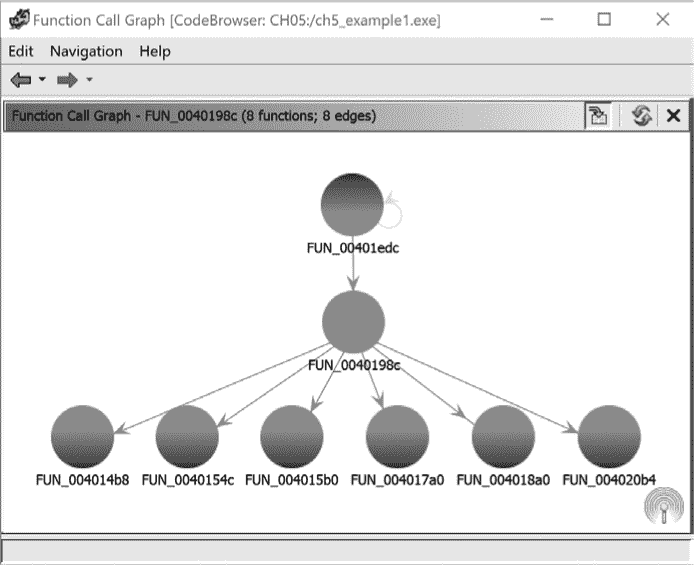 Function Call Graph [CodeBrowser: CH05:/ch5_example1.exe]
Edit Navigation Help
Function Call Graph - FUN_0040198c (8 functions; 8 edges)
FUN_00401edc
FUN_0040198c
FUN_004014b8 FUN_0040154c FUN_004015b0 FUN_004017a0 FUN_004018a0 FUN_004020b4